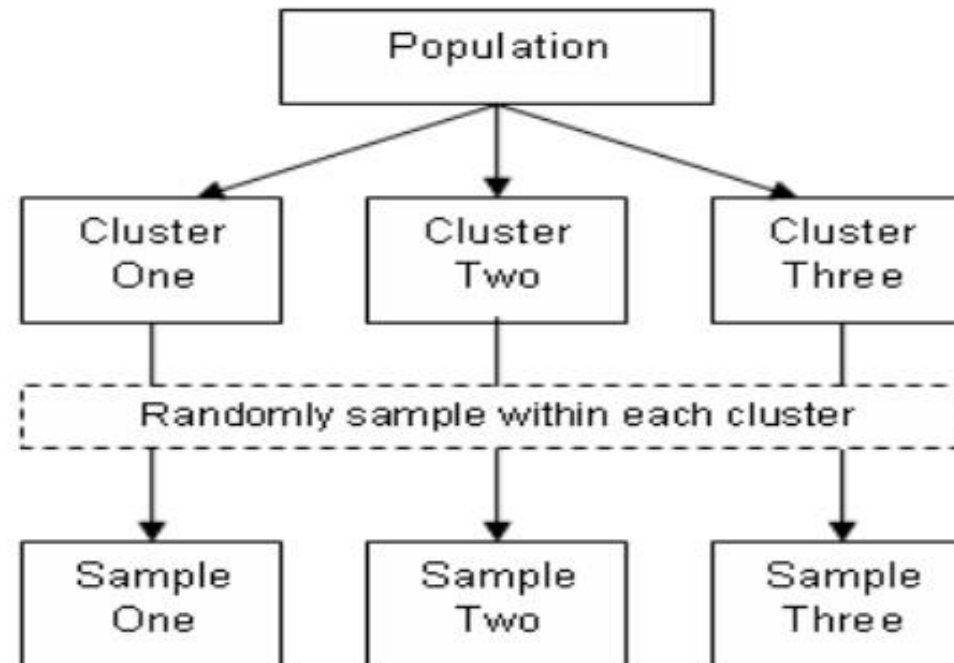 Population
Cluster
One
Cluster
Two
Cluster
Three
Randomly sample within each cluster
Sample
One
Sample
Two
Sample
Three